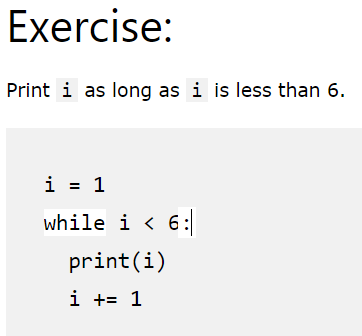 Exercise:
Print i as long as i is less than 6.
i = 1
while i < 6:
  print(i)
  i += 1